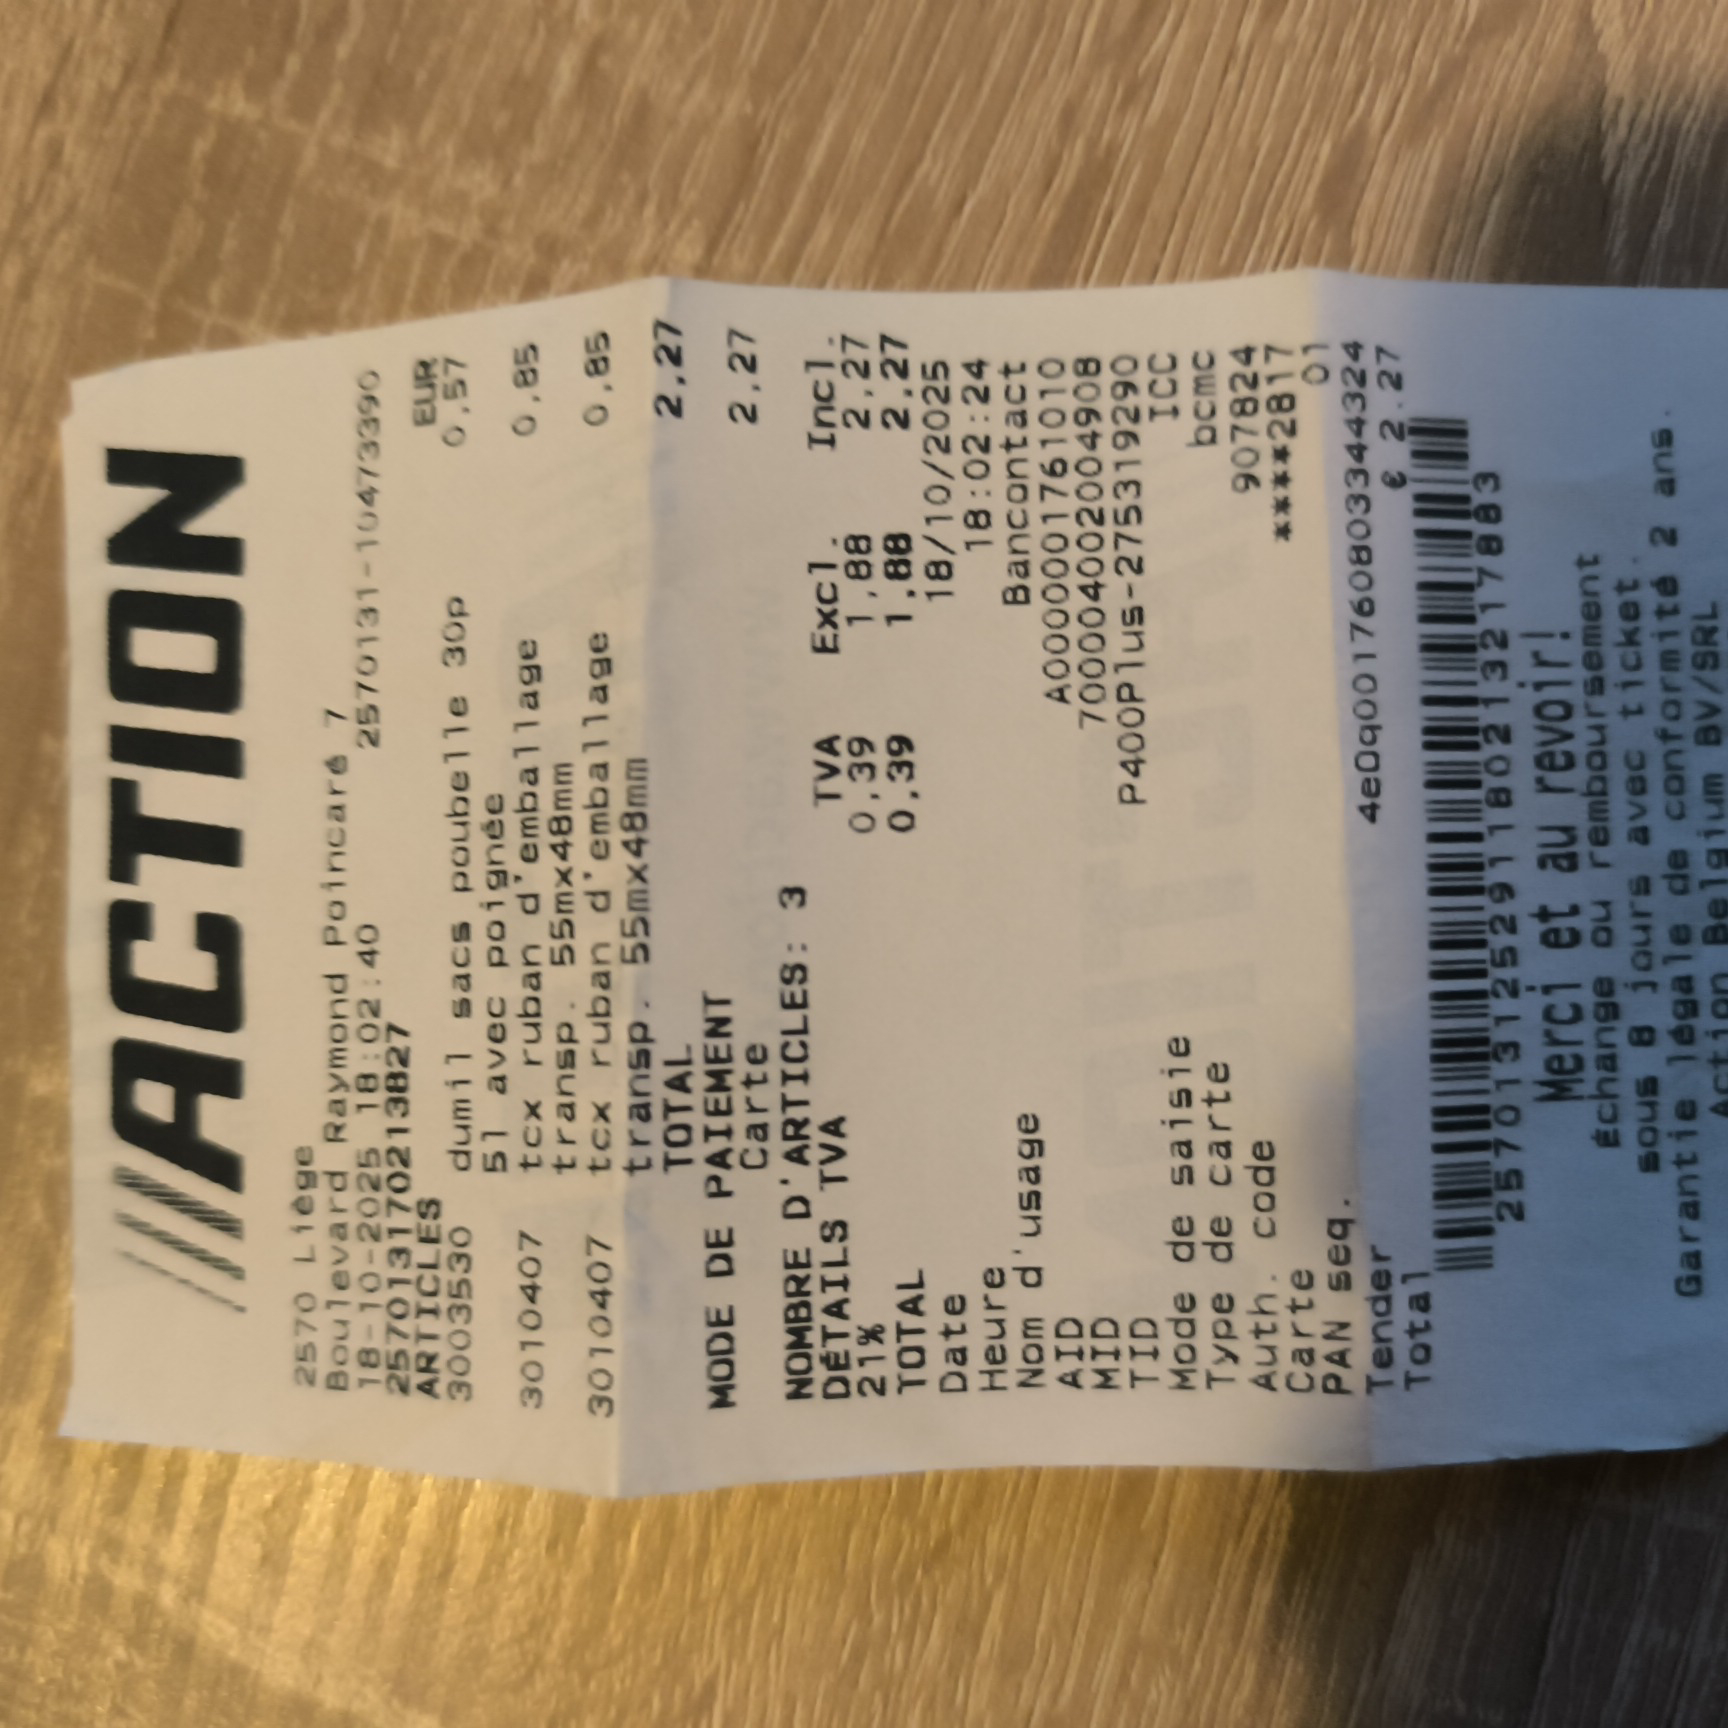 ACTION
2570 Liège
Boulevard Raymond Poincaré 7
18-10-2025 18:02:40 2570131-10473390
2570131170213827
ARTICLES EUR
3003530 dumil sacs poubelle 30p 0,57
5l avec poignée
3010407 tcx ruban d'emballage 0,85
transp. 55mx48mm
3010407 tcx ruban d'emballage 0,85
transp. 55mx48mm
TOTAL 2,27
MODE DE PAIEMENT
Carte 2,27
NOMBRE D'ARTICLES: 3
DÉTAILS TVA TVA Excl. Incl.
21% 0,39 1,88 2,27
TOTAL 0,39 1,88 2,27
Date 18/10/2025
Heure 18:02:24
Nom d'usage Bancontact
AID A0000001761010
MID 700004002004908
TID P400Plus-275319290
Mode de saisie ICC
Type de carte bcmc
Auth. code 907824
Carte ****2817
PAN seq. 01
Tender 4e0q0017608033444324
Total € 2.27
2570131252911802132178​83
Merci et au revoir!
Échange ou remboursement
sous 8 jours avec ticket.
Garantie légale de conformité 2 ans.
Action Belgium BV/SRL